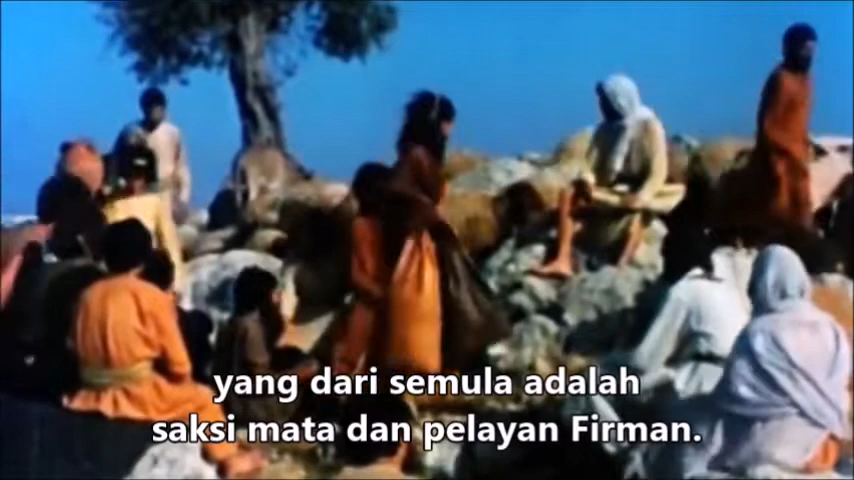 yang dari semula adalah
saksi mata dan pelayan Firman.